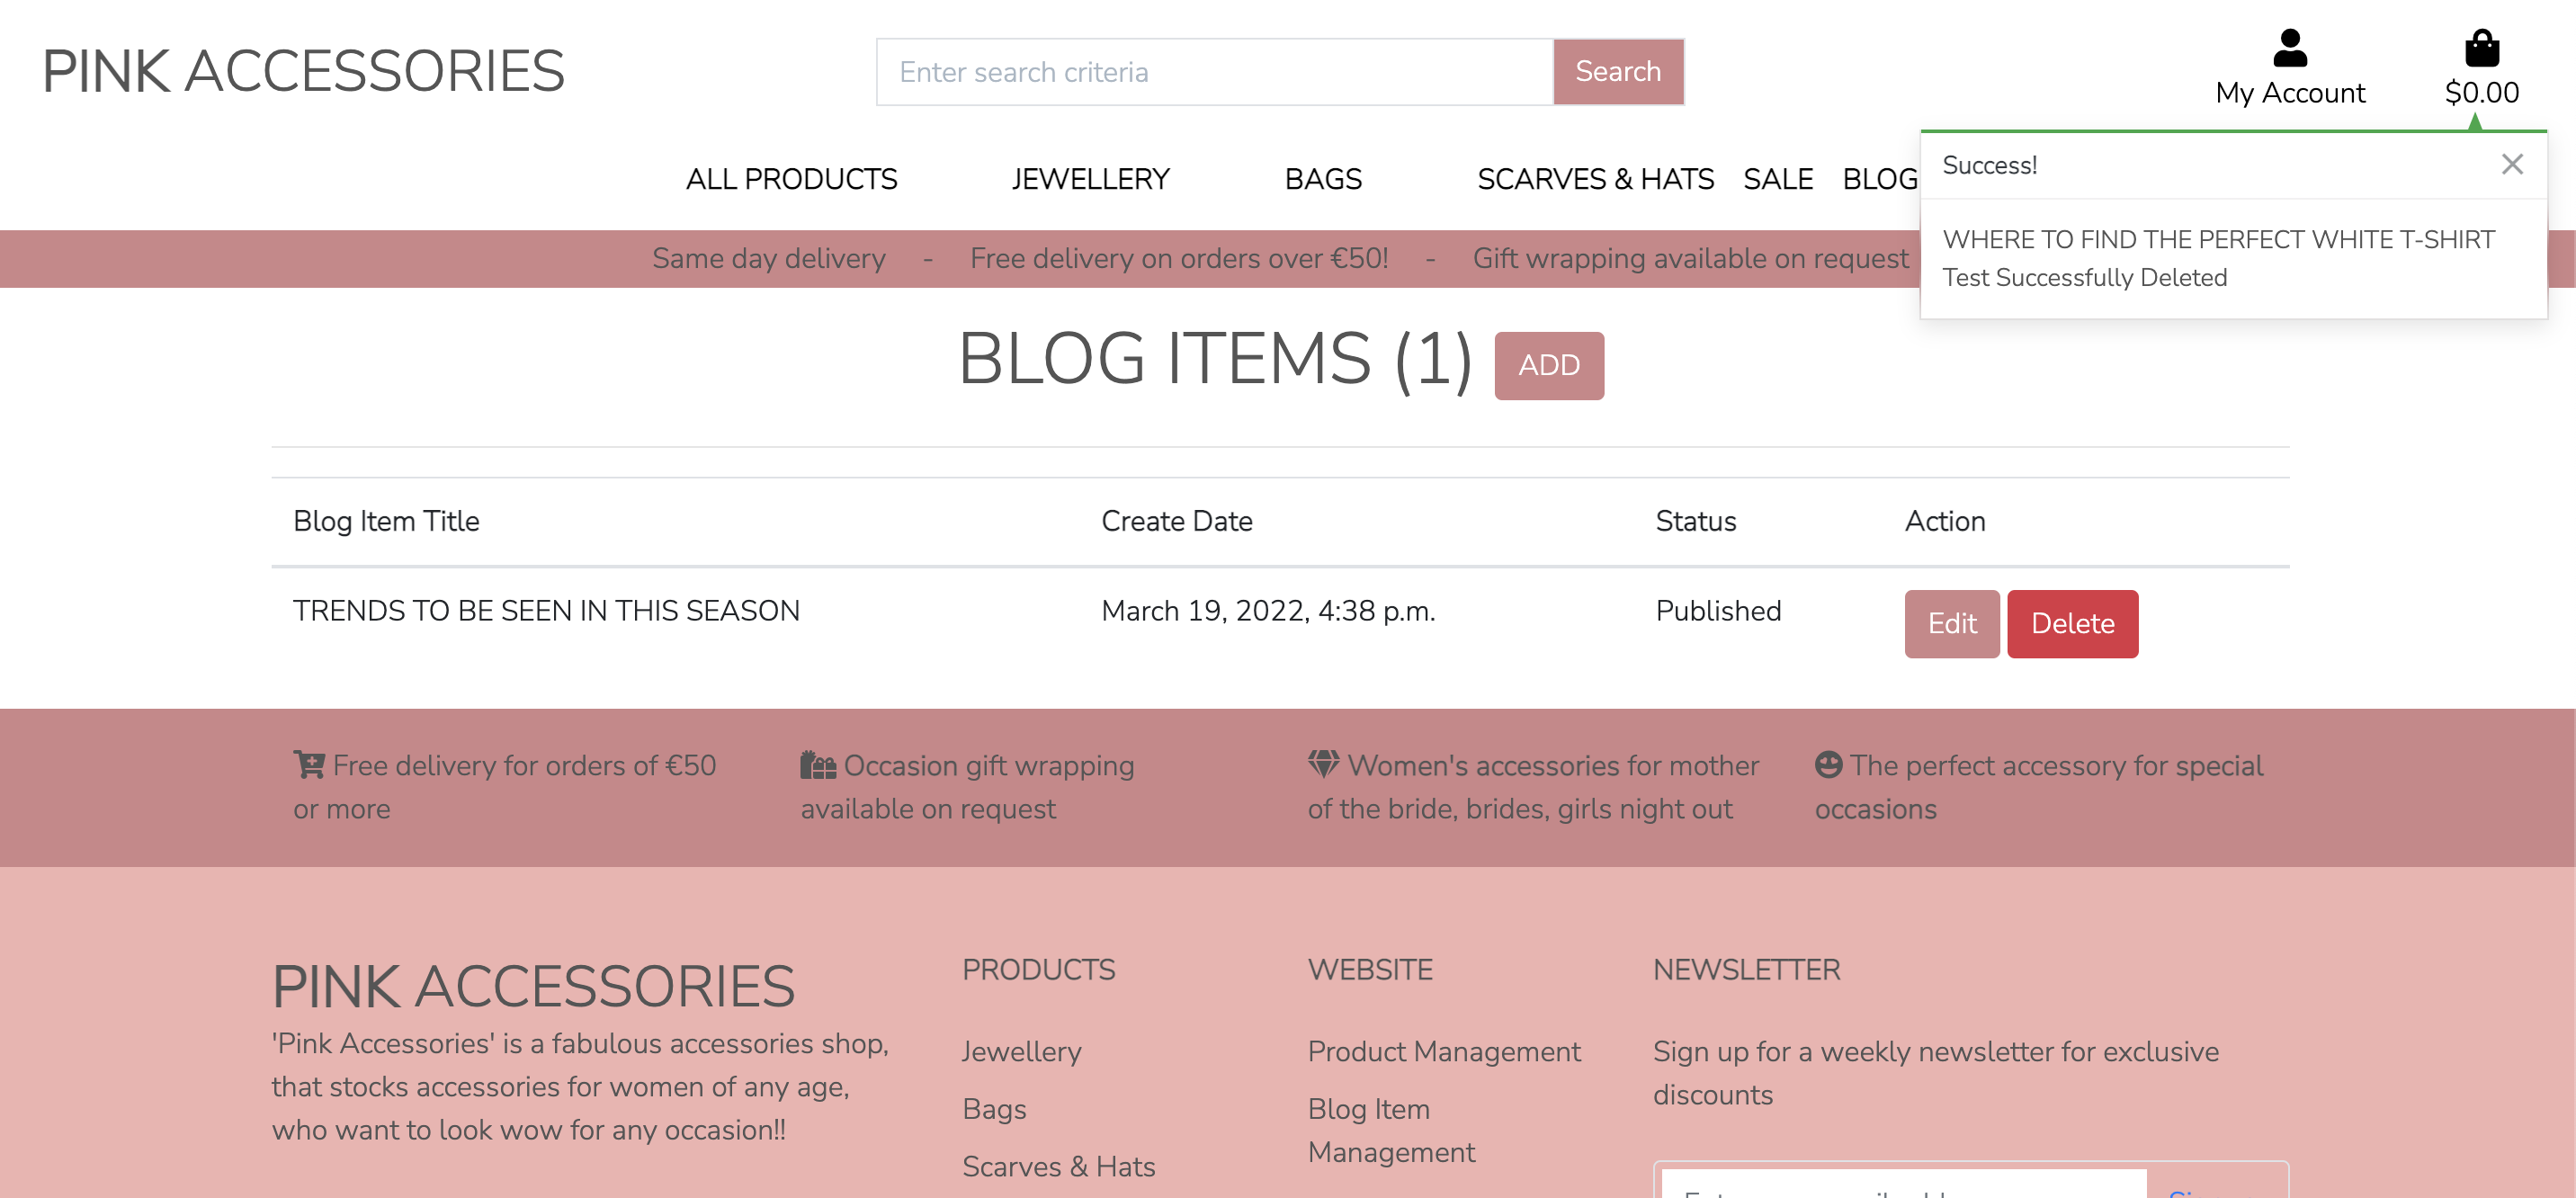 PINK ACCESSORIES
Enter search criteria
Search
My Account
$0.00
ALL PRODUCTS
JEWELLERY
BAGS
SCARVES & HATS
SALE
BLOG
Success!
WHERE TO FIND THE PERFECT WHITE T-SHIRT
Test Successfully Deleted
Same day delivery - Free delivery on orders over €50! - Gift wrapping available on request
BLOG ITEMS (1)
ADD
Blog Item Title
Create Date
Status
Action
TRENDS TO BE SEEN IN THIS SEASON
March 19, 2022, 4:38 p.m.
Published
Edit
Delete
Free delivery for orders of €50
or more
Occasion gift wrapping
available on request
Women's accessories for mother
of the bride, brides, girls night out
The perfect accessory for special
occasions
PINK ACCESSORIES
'Pink Accessories' is a fabulous accessories shop,
that stocks accessories for women of any age,
who want to look wow for any occasion!!
PRODUCTS
Jewellery
Bags
Scarves & Hats
WEBSITE
Product Management
Blog Item
Management
NEWSLETTER
Sign up for a weekly newsletter for exclusive
discounts